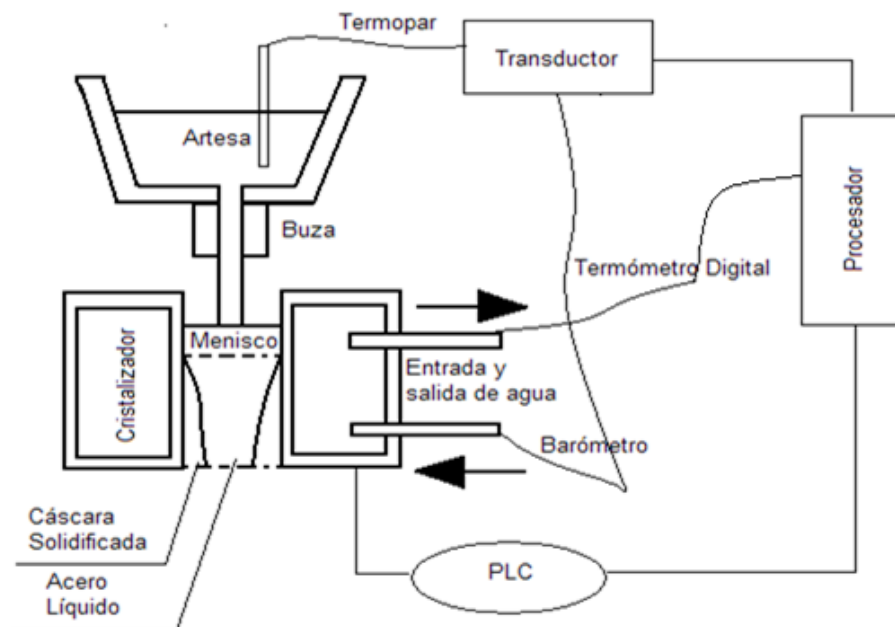 Termopar
Transductor
Artesa
Procesador
Buza
Termómetro Digital
Menisco
Cristalizador
Entrada y
salida de agua
Barómetro
Cáscara
Solidificada
PLC
Acero
Líquido